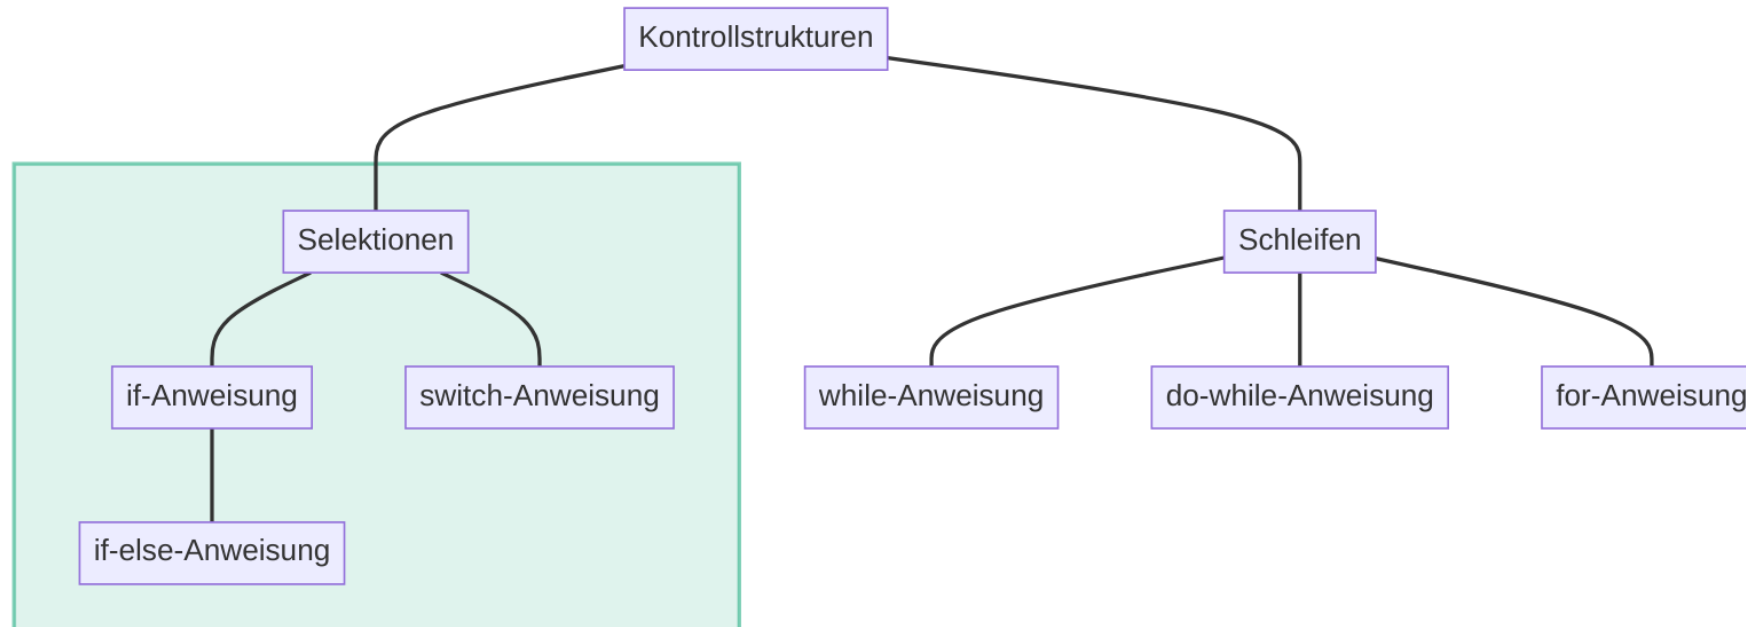 Kontrollstrukturen
Selektionen
Schleifen
if-Anweisung
switch-Anweisung
while-Anweisung
do-while-Anweisung
for-Anweisung
if-else-Anweisung